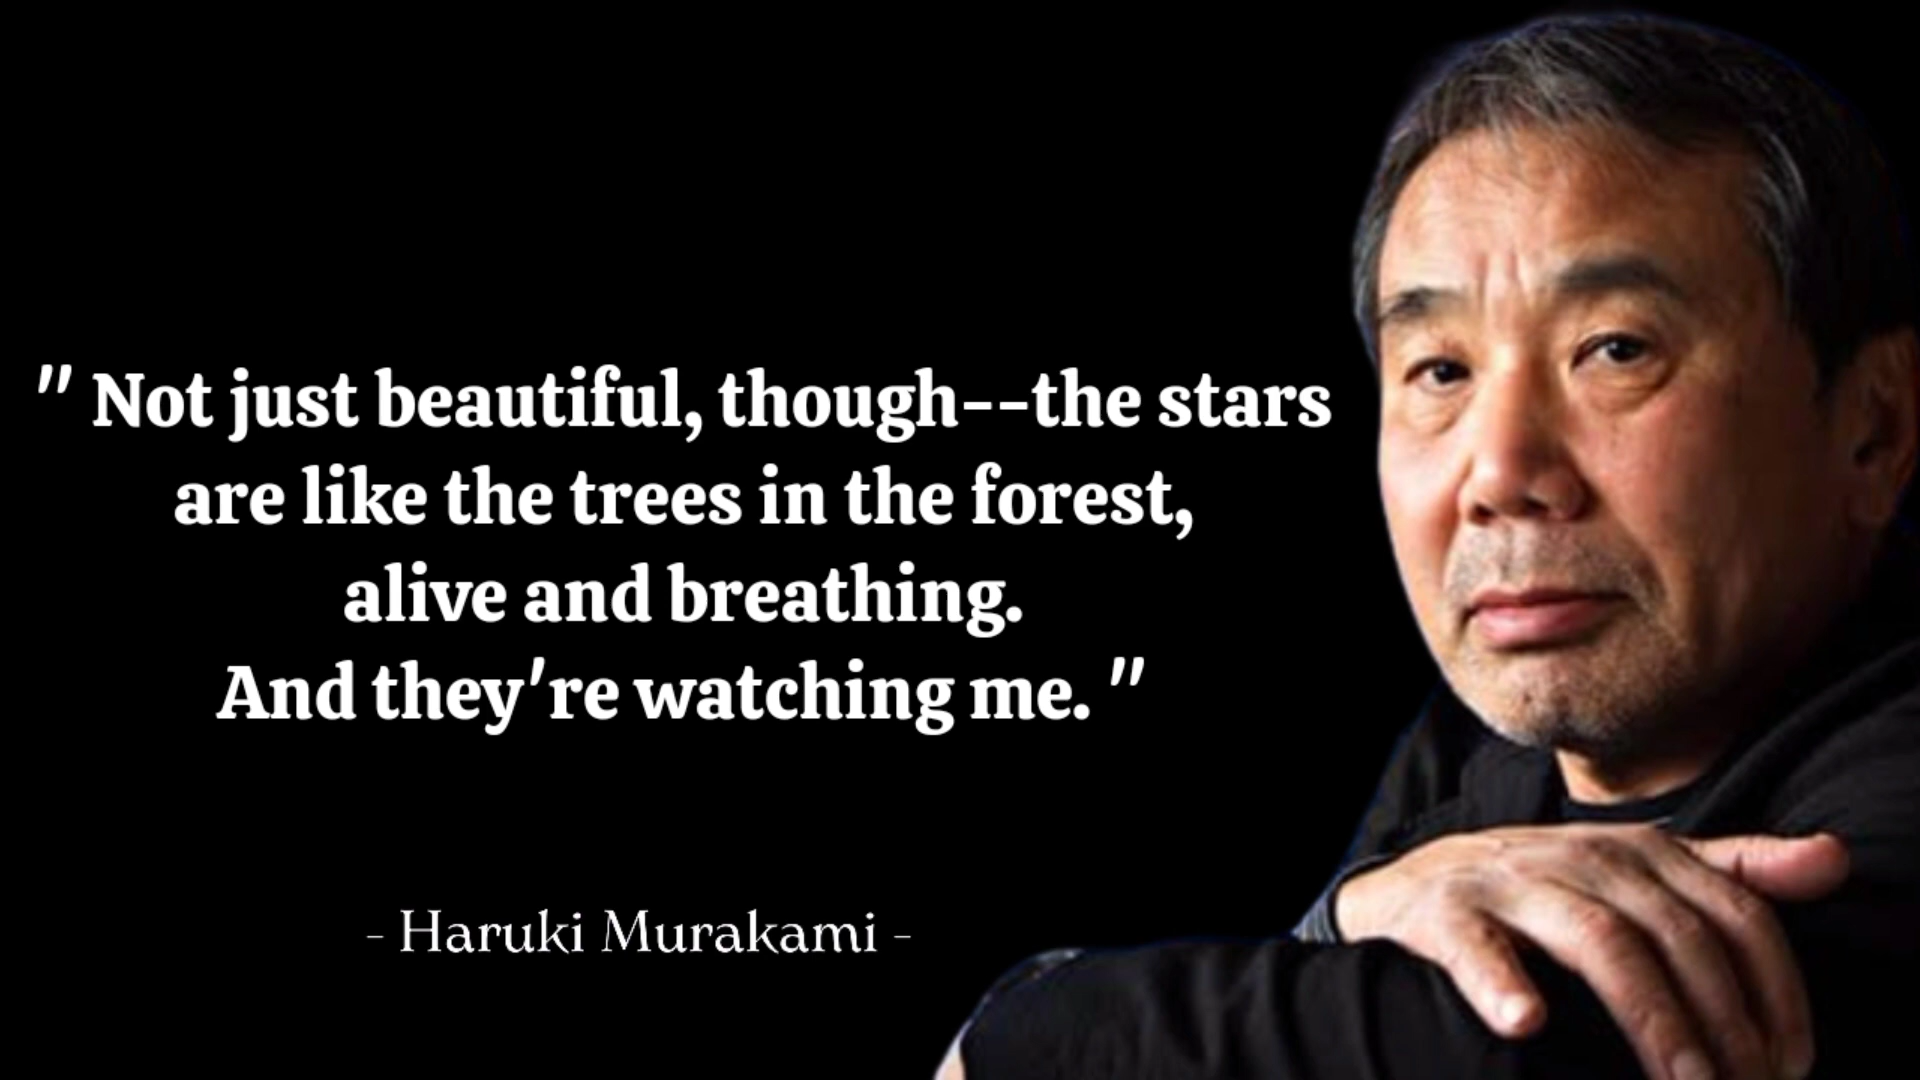 " Not just beautiful, though--the stars
are like the trees in the forest,
alive and breathing.
And they're watching me. "
- Haruki Murakami -